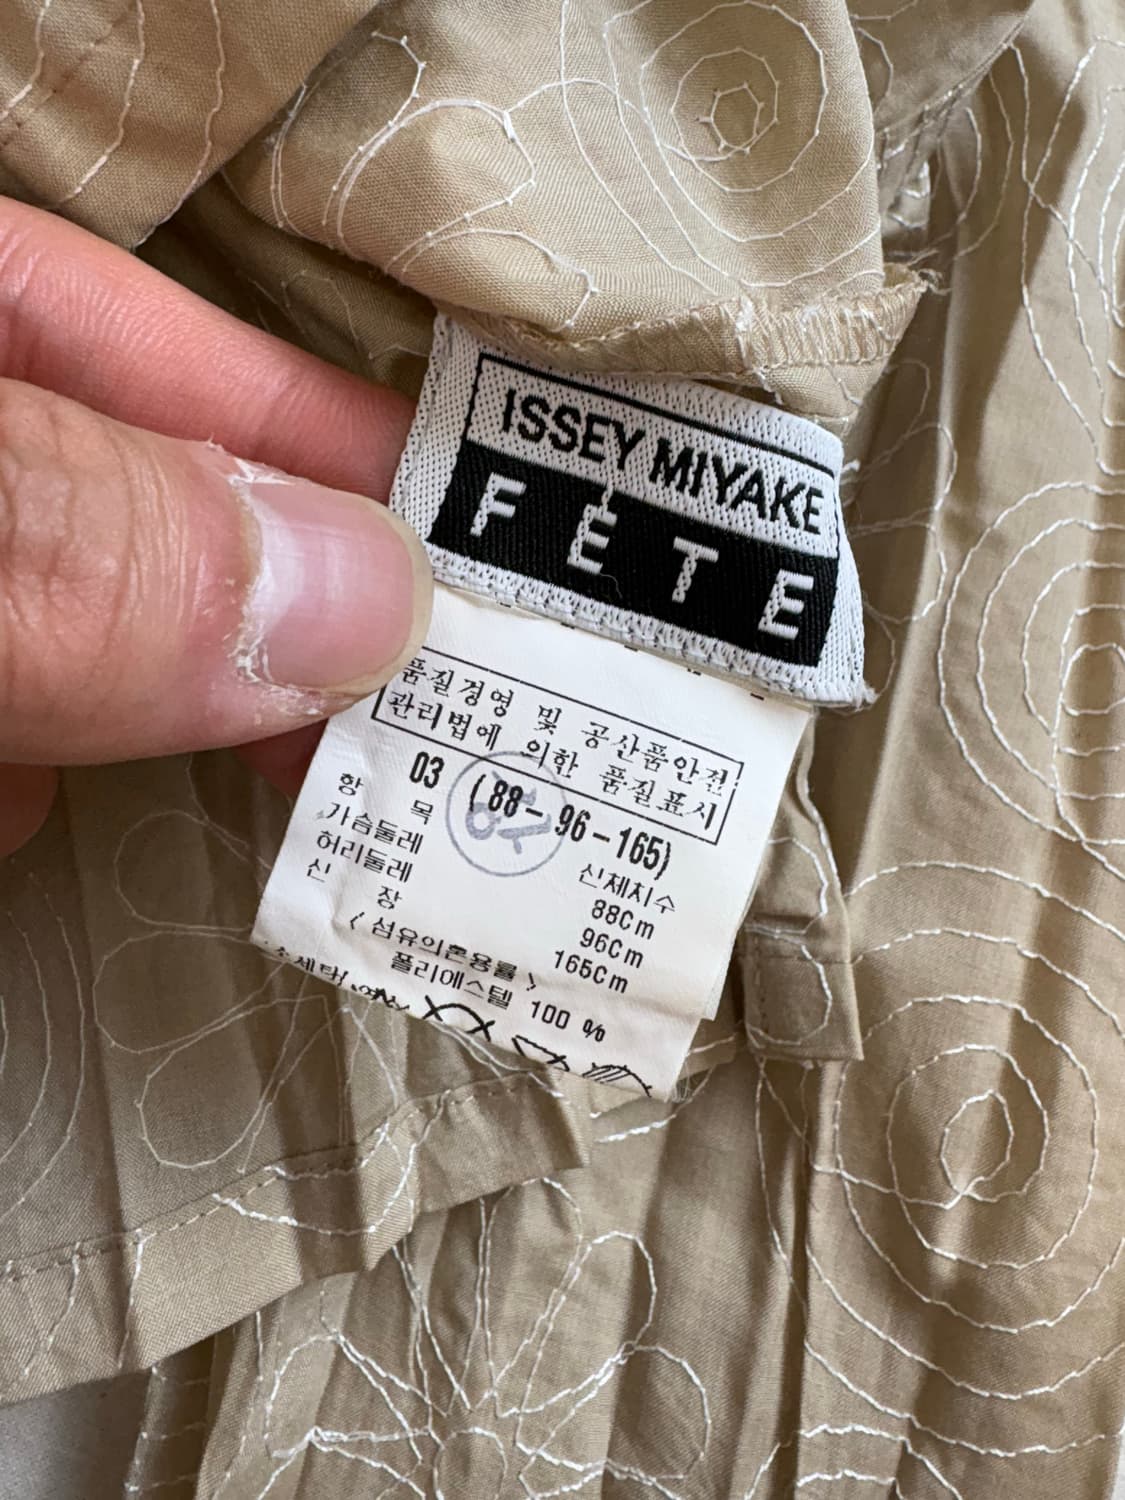 ISSEY MIYAKE
FÊTE
품질경영 및 공산품안전
관리법에 의한 품질표시
03 (88-96-165)
항 목 신체치수
가슴둘레 88Cm
허리둘레 96Cm
신 장 165Cm
〈 섬유의혼용률 〉
폴리에스텔 100 %